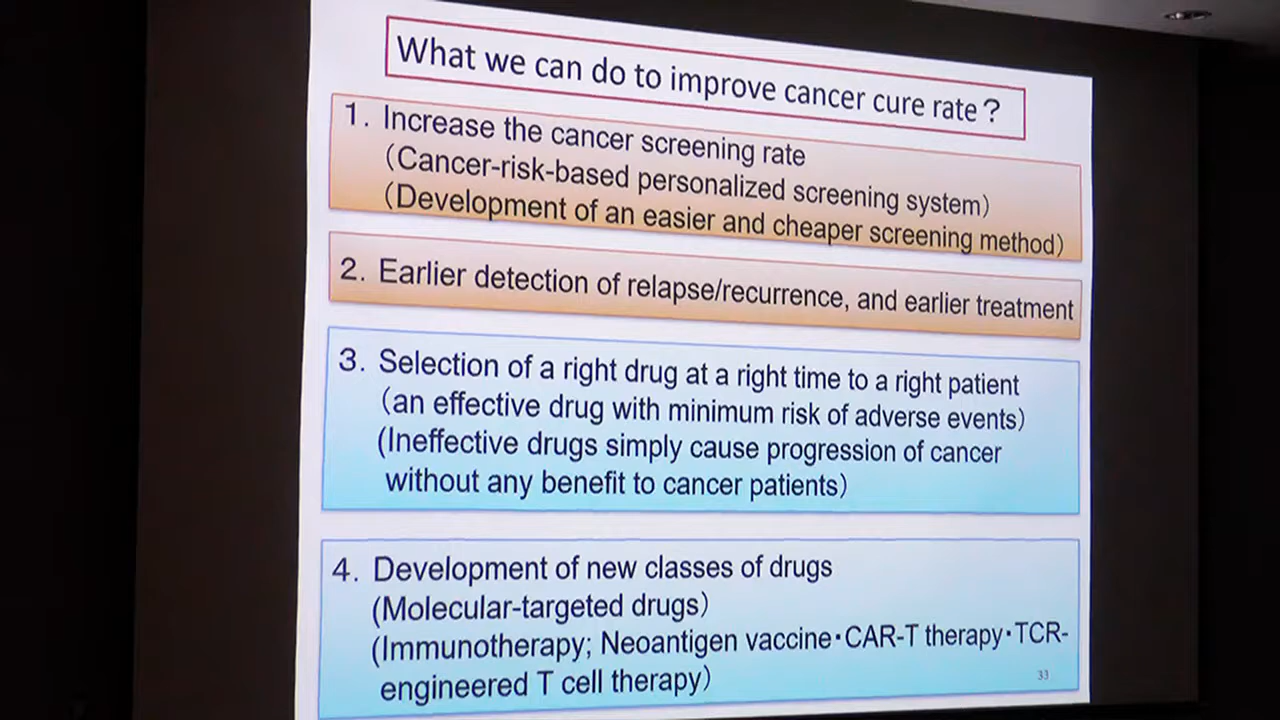 What we can do to improve cancer cure rate？
1. Increase the cancer screening rate
（Cancer-risk-based personalized screening system）
（Development of an easier and cheaper screening method）
2. Earlier detection of relapse/recurrence, and earlier treatment
3. Selection of a right drug at a right time to a right patient
（an effective drug with minimum risk of adverse events）
(Ineffective drugs simply cause progression of cancer
without any benefit to cancer patients）
4. Development of new classes of drugs
(Molecular-targeted drugs）
(Immunotherapy; Neoantigen vaccine・CAR-T therapy・TCR-
engineered T cell therapy）
33